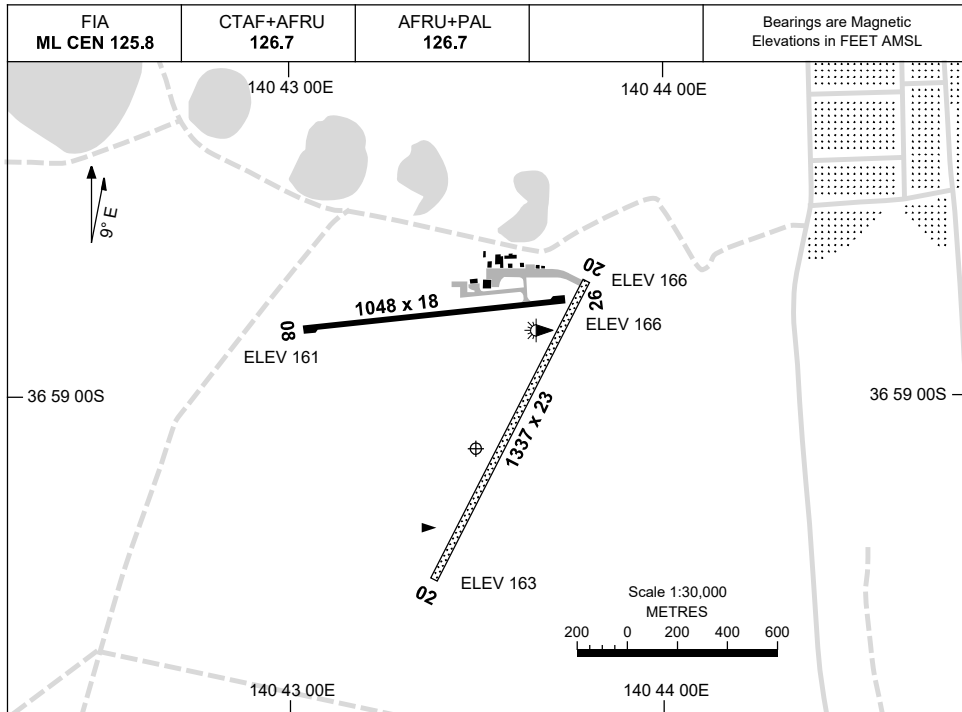 FIA
ML CEN 125.8
CTAF+AFRU
126.7
AFRU+PAL
126.7
Bearings are Magnetic
Elevations in FEET AMSL
140 43 00E
140 44 00E
9° E
20
ELEV 166
26
1048 x 18
08
ELEV 166
ELEV 161
36 59 00S
36 59 00S
1337 x 23
02
ELEV 163
Scale 1:30,000
METRES
200 0 200 400 600
140 43 00E
140 44 00E